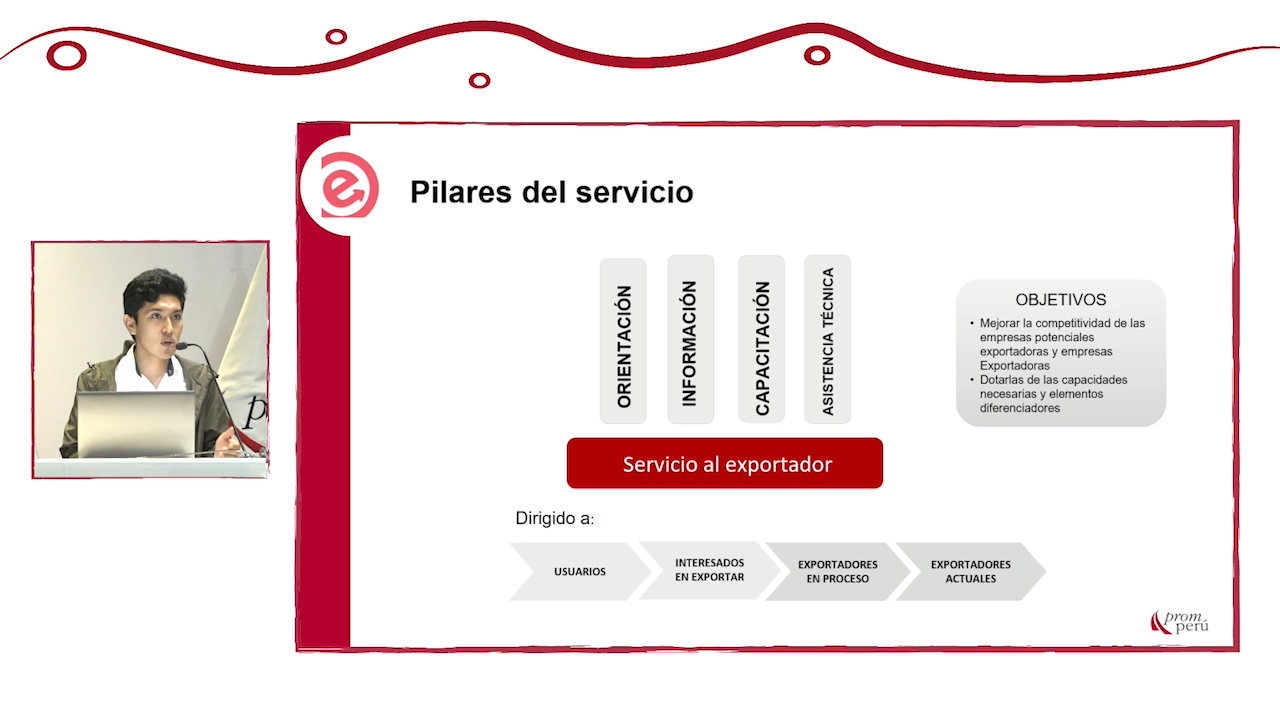 Pilares del servicio
ORIENTACIÓN
INFORMACIÓN
CAPACITACIÓN
ASISTENCIA TÉCNICA
OBJETIVOS
• Mejorar la competitividad de las
empresas potenciales
exportadoras y empresas
Exportadoras
• Dotarlas de las capacidades
necesarias y elementos
diferenciadores
Servicio al exportador
Dirigido a:
USUARIOS
INTERESADOS
EN EXPORTAR
EXPORTADORES
EN PROCESO
EXPORTADORES
ACTUALES
prom
perú